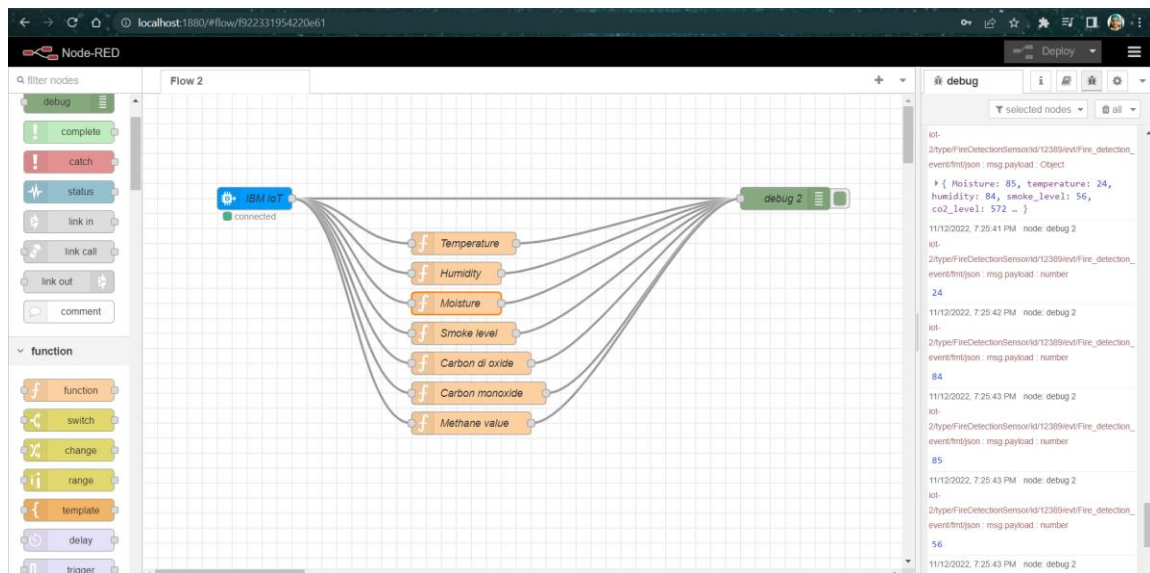 localhost:1880/#flow/f922331954220e61
Node-RED
Deploy
filter nodes
debug
complete
catch
status
link in
link call
link out
comment
function
function
switch
change
range
template
delay
trigger
Flow 2
IBM IoT
connected
Temperature
Humidity
Moisture
Smoke level
Carbon di oxide
Carbon monoxide
Methane value
debug 2
debug
selected nodes
all
iot-
2/type/FireDetectionSensor/id/12389/evt/Fire_detection_
event/fmt/json : msg.payload : Object
{ Moisture: 85, temperature: 24,
humidity: 84, smoke_level: 56,
co2_level: 572 … }
11/12/2022, 7:25:41 PM node: debug 2
iot-
2/type/FireDetectionSensor/id/12389/evt/Fire_detection_
event/fmt/json : msg.payload : number
24
11/12/2022, 7:25:42 PM node: debug 2
iot-
2/type/FireDetectionSensor/id/12389/evt/Fire_detection_
event/fmt/json : msg.payload : number
84
11/12/2022, 7:25:43 PM node: debug 2
iot-
2/type/FireDetectionSensor/id/12389/evt/Fire_detection_
event/fmt/json : msg.payload : number
85
11/12/2022, 7:25:43 PM node: debug 2
iot-
2/type/FireDetectionSensor/id/12389/evt/Fire_detection_
event/fmt/json : msg.payload : number
56
11/12/2022, 7:25:43 PM node: debug 2